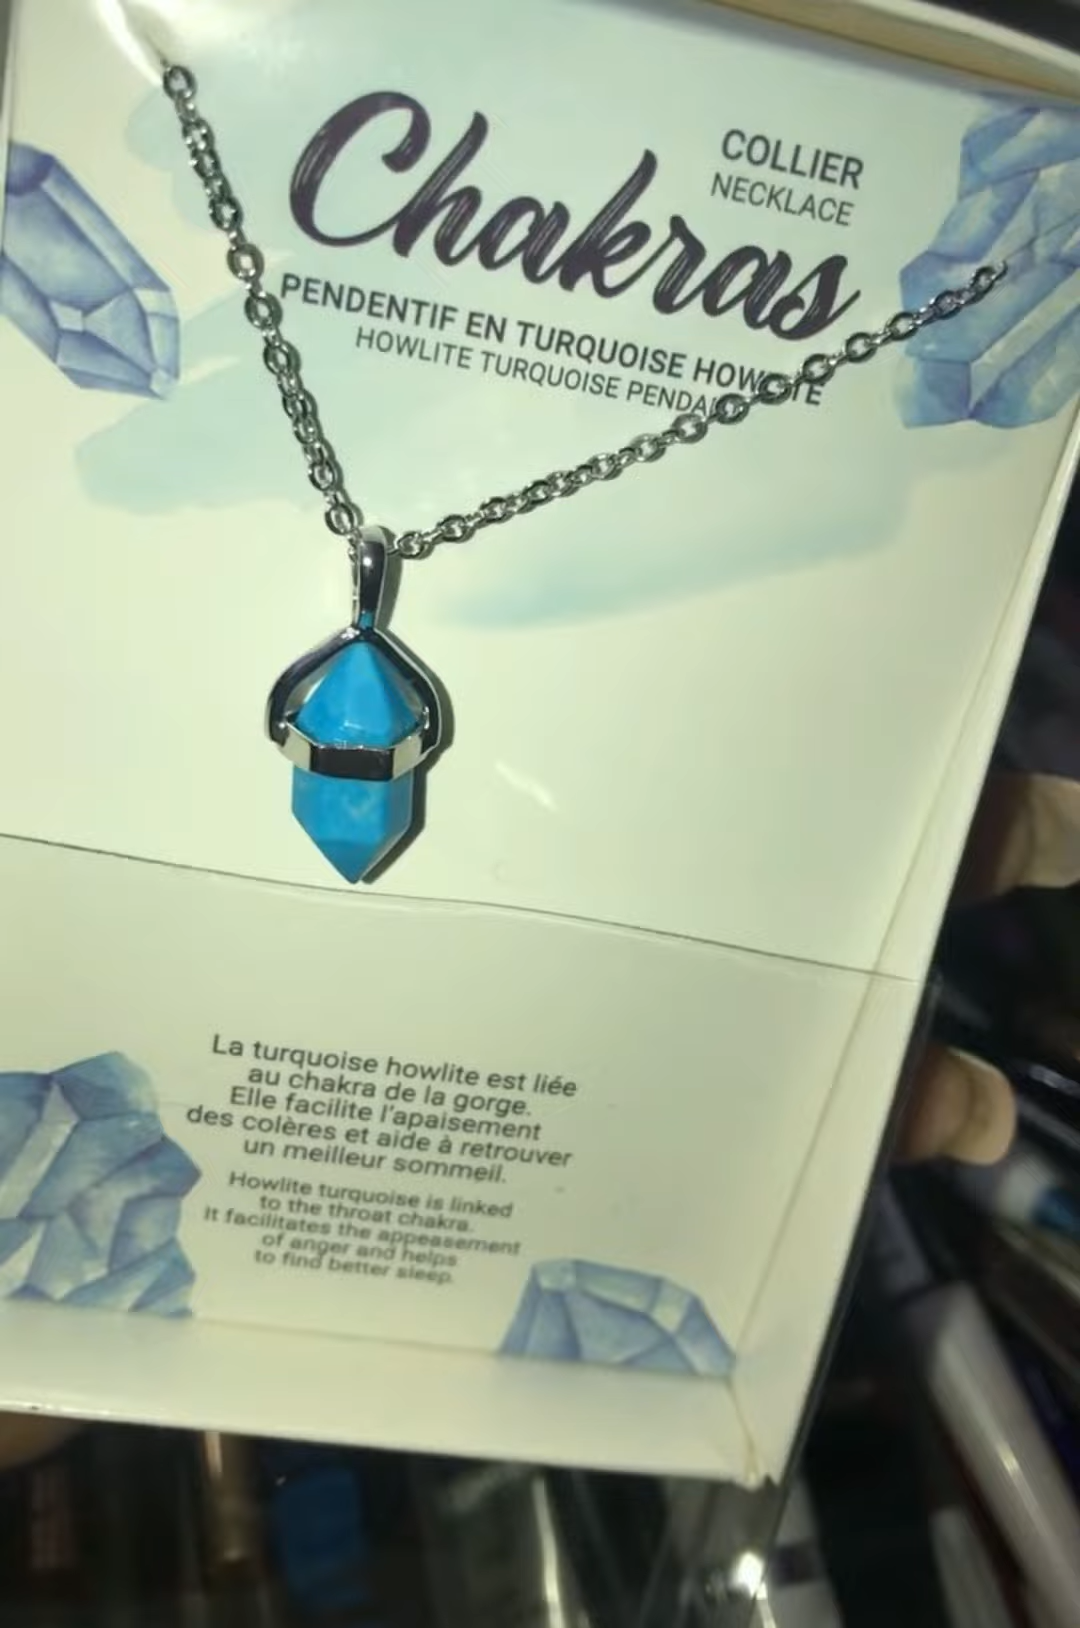 COLLIER
NECKLACE
Chakras
PENDENTIF EN TURQUOISE HOWLITE
HOWLITE TURQUOISE
La turquoise howlite est liée
au chakra de la gorge.
Elle facilite l'apaisement
des colères et aide à retrouver
un meilleur sommeil.
Howlite turquoise is linked
to the throat chakra.
It facilitates the appeasement
of anger and helps
to find better sleep.